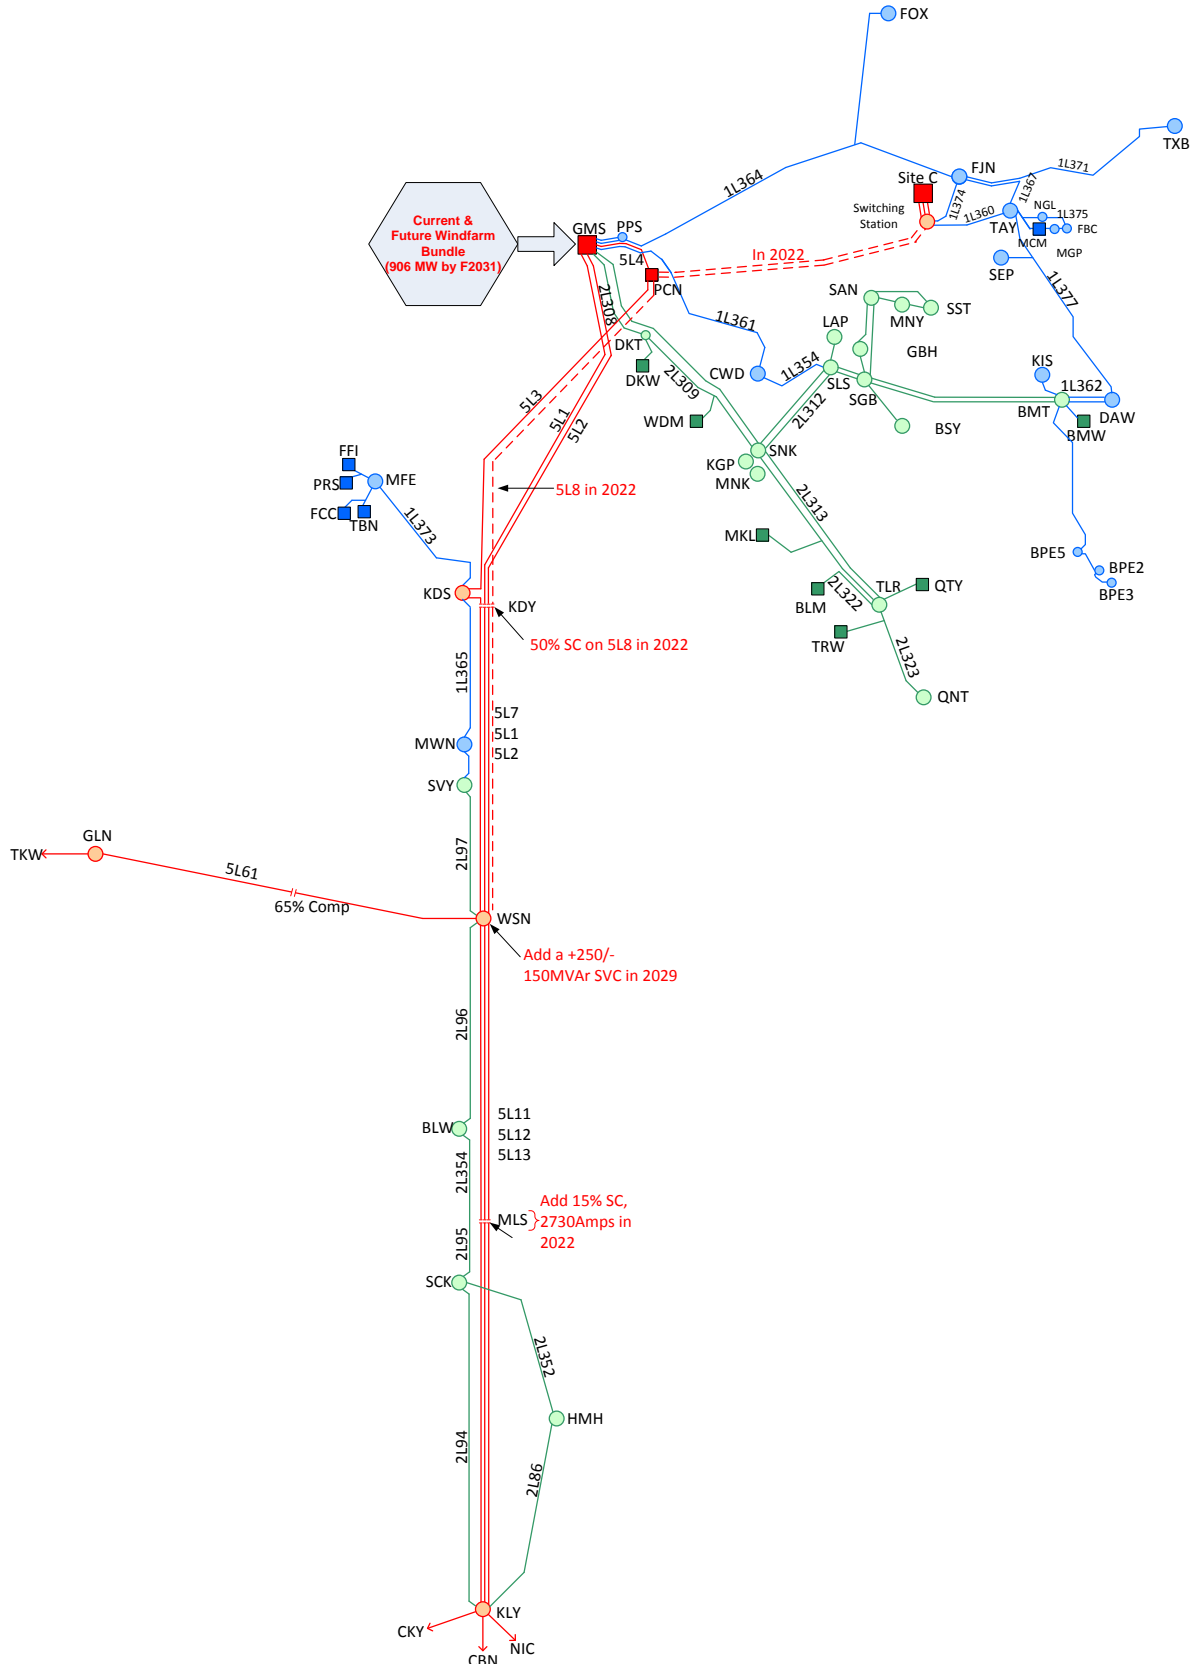 FOX
TXB
FJN
1L371
1L367
1L364
Site C
1L374
NGL
Switching
Station
1L360
TAY
1L375
FBC
MCM
MGP
Current &
Future Windfarm
Bundle
(906 MW by F2031)
GMS
PPS
5L4
In 2022
SEP
PCN
1L377
2L308
SAN
MNY
SST
1L361
LAP
DKT
GBH
KIS
DKW
2L309
CWD
1L354
SLS
SGB
1L362
BMT
DAW
5L3
5L1
5L2
WDM
2L312
BSY
BMW
FFI
PRS
MFE
SNK
KGP
MNK
FCC
TBN
1L373
5L8 in 2022
2L313
MKL
BPE5
BPE2
BPE3
KDS
KDY
BLM
2L322
TLR
QTY
50% SC on 5L8 in 2022
TRW
2L323
1L365
QNT
5L7
5L1
5L2
MWN
SVY
GLN
TKW
5L61
2L97
65% Comp
WSN
Add a +250/-
150MVAr SVC in 2029
2L96
5L11
5L12
5L13
BLW
2L354
MLS
Add 15% SC,
2730Amps in
2022
2L95
SCK
2L352
HMH
2L94
2L86
KLY
CKY
CBN
NIC